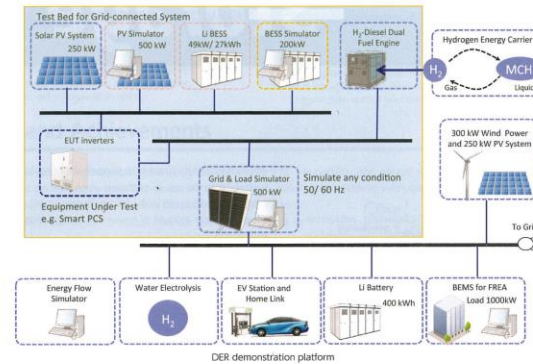 Test Bed for Grid-connected System
Solar PV System
250 kW
PV Simulator
500 kW
Li BESS
49kW/ 27kWh
BESS Simulator
200kW
H2-Diesel Dual
Fuel Engine
Hydrogen Energy Carrier
H2
MCH
Gas
Liquid
EUT inverters
Equipment Under Test
e.g. Smart PCS
Grid & Load Simulator
500 kW
Simulate any condition
50/ 60 Hz
300 kW Wind Power
and 250 kW PV System
To Gri
Energy Flow
Simulator
Water Electrolysis
H2
EV Station and
Home Link
Li Battery
400 kWh
BEMS for FREA
Load 1000kW
DER demonstration platform